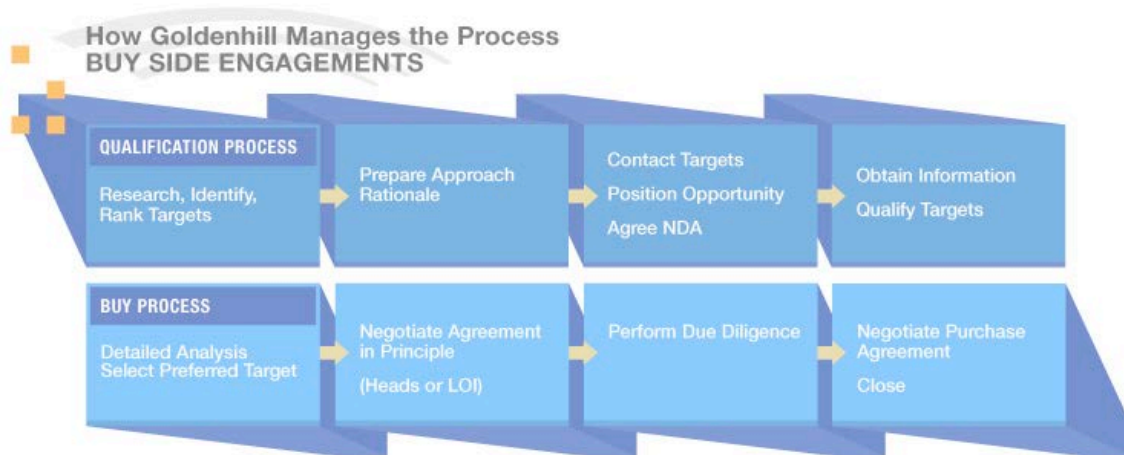 How Goldenhill Manages the Process
BUY SIDE ENGAGEMENTS
QUALIFICATION PROCESS
Research, Identify,
Rank Targets
Prepare Approach
Rationale
Contact Targets
Position Opportunity
Agree NDA
Obtain Information
Qualify Targets
BUY PROCESS
Detailed Analysis
Select Preferred Target
Negotiate Agreement
in Principle
(Heads or LOI)
Perform Due Diligence
Negotiate Purchase
Agreement
Close